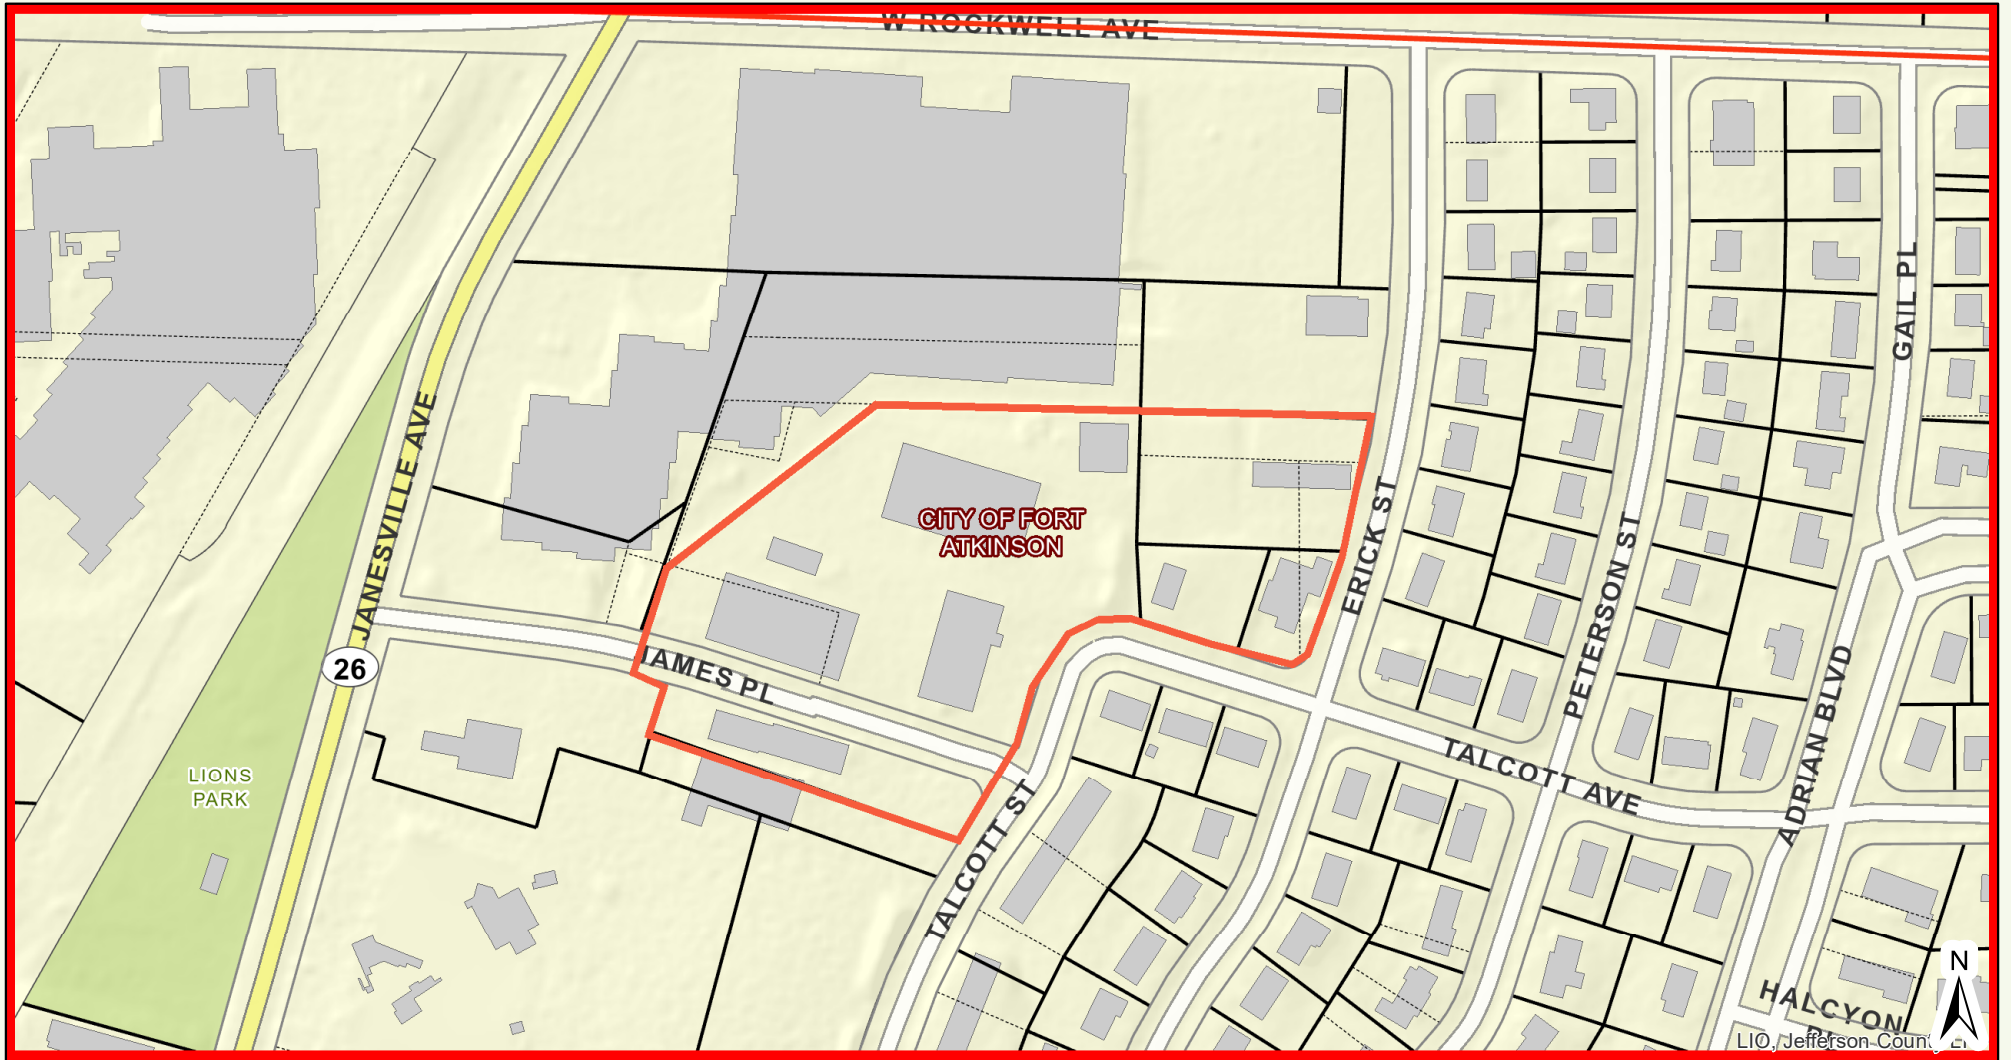 W ROCKWELL AVE
GAIL PL
JANESVILLE AVE
ERICK ST
CITY OF FORT
ATKINSON
PETERSON ST
JAMES PL
26
ADRIAN BLVD
TALCOTT AVE
LIONS
PARK
TALCOTT ST
N
HALCYON
LIO, Jefferson County